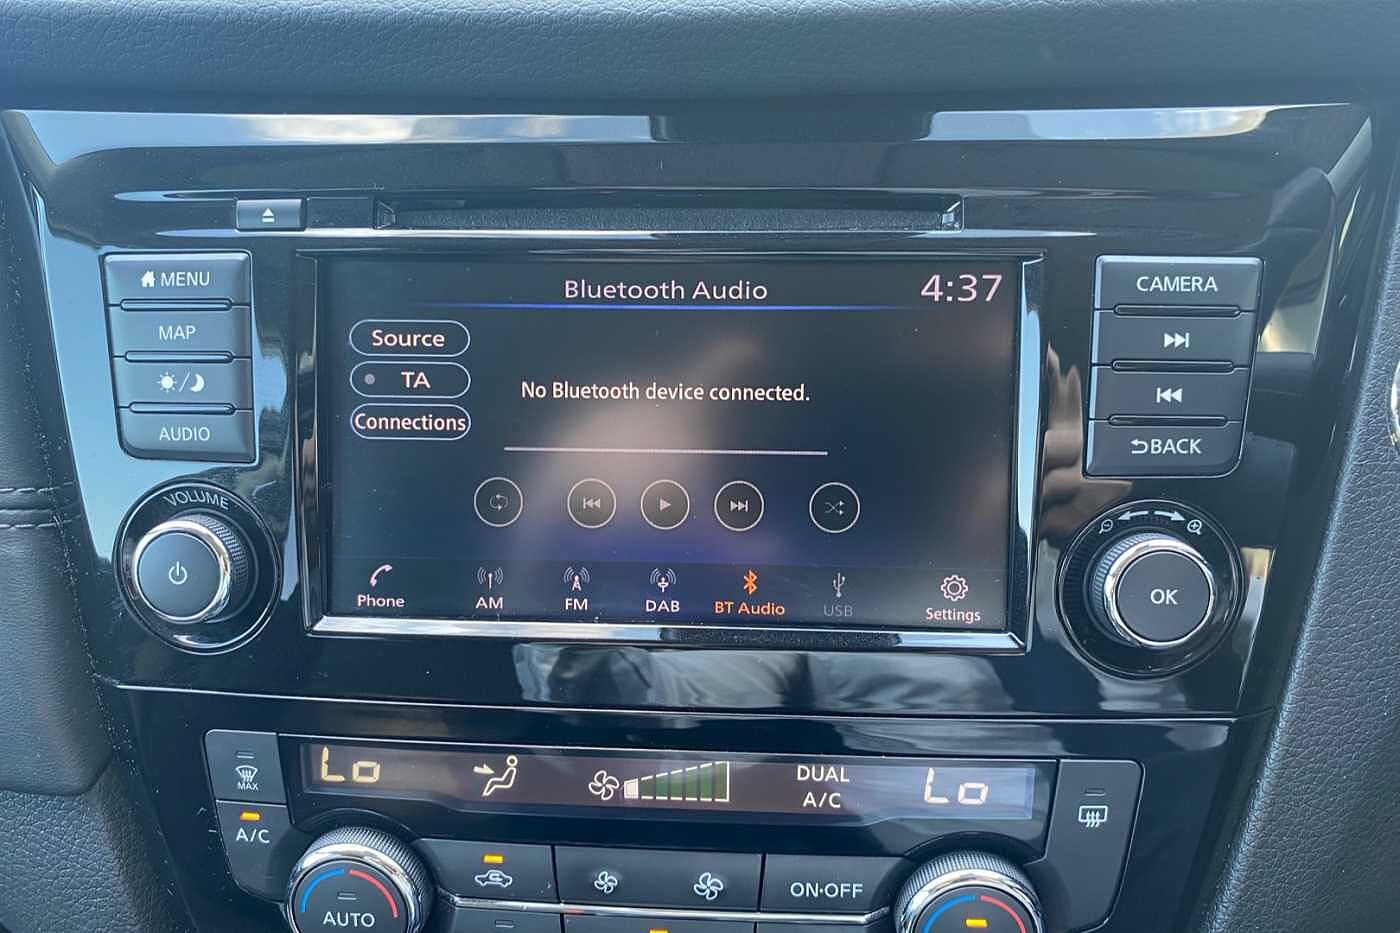 MENU
MAP
AUDIO
VOLUME
Bluetooth Audio
4:37
Source
TA
Connections
No Bluetooth device connected.
Phone
AM
FM
DAB
BT Audio
USB
Settings
CAMERA
BACK
OK
MAX
A/C
Lo
DUAL
A/C
Lo
AUTO
ON•OFF